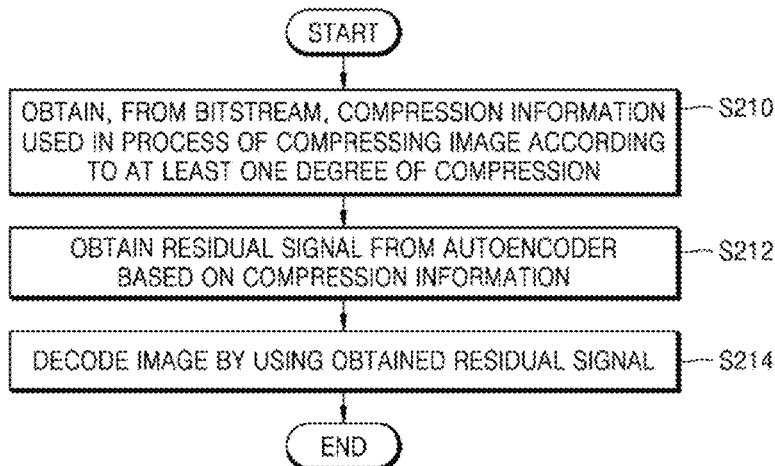 START
OBTAIN, FROM BITSTREAM, COMPRESSION INFORMATION
USED IN PROCESS OF COMPRESSING IMAGE ACCORDING
TO AT LEAST ONE DEGREE OF COMPRESSION
S210
OBTAIN RESIDUAL SIGNAL FROM AUTOENCODER
BASED ON COMPRESSION INFORMATION
S212
DECODE IMAGE BY USING OBTAINED RESIDUAL SIGNAL
S214
END